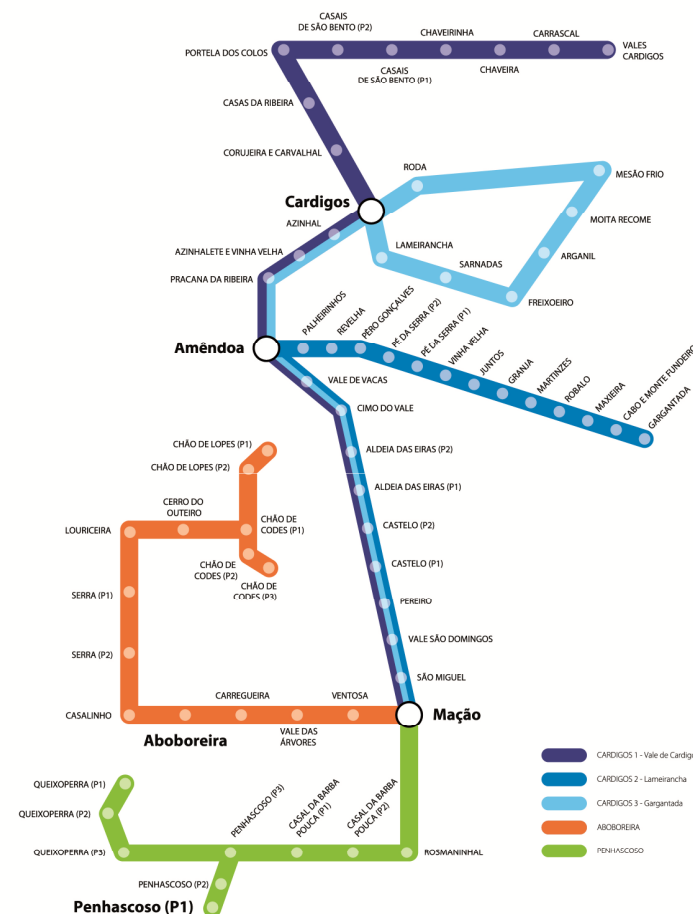 CASAIS
DE SÃO BENTO (P2)
CHAVEIRINHA
CARRASCAL
PORTELA DOS COLOS
VALES
CARDIGOS
CASAIS
DE SÃO BENTO (P1)
CHAVEIRA
CASAS DA RIBEIRA
CORUJEIRA E CARVALHAL
RODA
MESÃO FRIO
Cardigos
MOITA RECOME
AZINHAL
LAMEIRANCHA
AZINHALETE E VINHA VELHA
ARGANIL
SARNADAS
PRACANA DA RIBEIRA
FREIXOEIRO
Amêndoa
PALHEIRINHOS
REVELHA
PÊRO GONÇALVES
PÉ DA SERRA (P2)
PÉ DA SERRA (P1)
VINHA VELHA
JUNTOS
GRANJA
MARTINZES
ROBALO
MAXIEIRA
CABO E MONTE FUNDEIRO
GARGANTADA
VALE DE VACAS
CIMO DO VALE
CHÃO DE LOPES (P1)
ALDEIA DAS EIRAS (P2)
CHÃO DE LOPES (P2)
ALDEIA DAS EIRAS (P1)
CERRO DO
OUTEIRO
LOURICEIRA
CHÃO DE
CODES (P1)
CASTELO (P2)
CHÃO DE
CODES (P2)
CASTELO (P1)
CHÃO DE
CODES (P3)
SERRA (P1)
PEREIRO
VALE SÃO DOMINGOS
SERRA (P2)
SÃO MIGUEL
CARREGUEIRA
VENTOSA
CASALINHO
Mação
VALE DAS
ÁRVORES
Aboboreira
CARDIGOS 1 - Vale de Cardigo
CARDIGOS 2 - Lameirancha
CARDIGOS 3 - Gargantada
ABOBOREIRA
PENHASCOSO
QUEIXOPERRA (P1)
QUEIXOPERRA (P2)
QUEIXOPERRA (P3)
PENHASCOSO (P3)
CASAL DA BARBA
POUCA (P1)
CASAL DA BARBA
POUCA (P2)
ROSMANINHAL
PENHASCOSO (P2)
Penhascoso (P1)